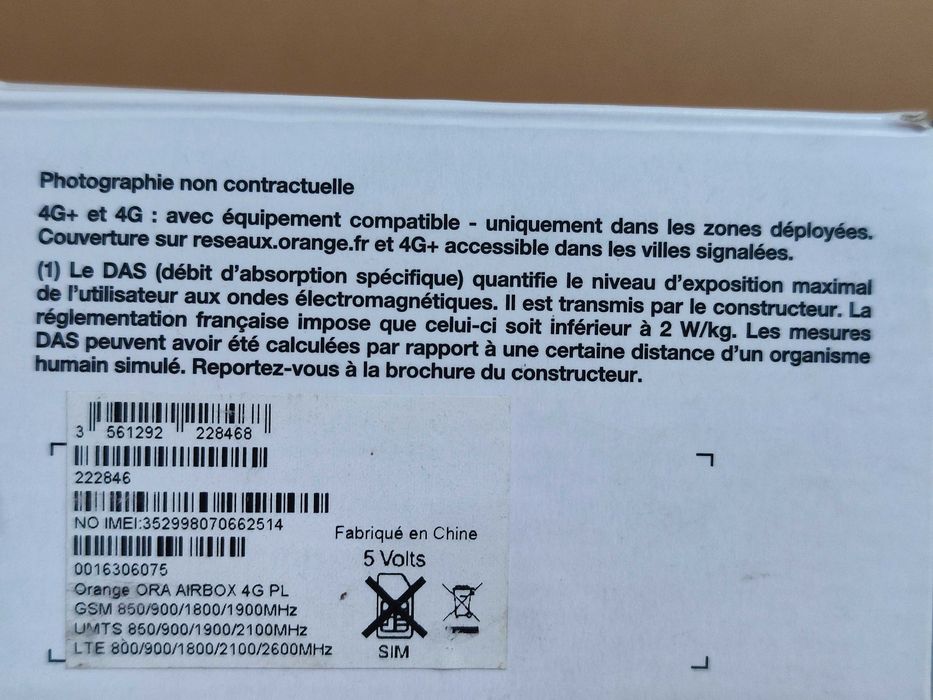 Photographie non contractuelle
4G+ et 4G : avec équipement compatible - uniquement dans les zones déployées.
Couverture sur reseaux.orange.fr et 4G+ accessible dans les villes signalées.
(1) Le DAS (débit d'absorption spécifique) quantifie le niveau d'exposition maximal
de l'utilisateur aux ondes électromagnétiques. Il est transmis par le constructeur. La
réglementation française impose que celui-ci soit inférieur à 2 W/kg. Les mesures
DAS peuvent avoir été calculées par rapport à une certaine distance d'un organisme
humain simulé. Reportez-vous à la brochure du constructeur.
3 561292 228468
222846
NO IMEI:352998070662514
0016306075
Orange ORA AIRBOX 4G PL
GSM 850/900/1800/1900MHz
UMTS 850/900/1900/2100MHz
LTE 800/900/1800/2100/2600MHz
Fabriqué en Chine
5 Volts
SIM